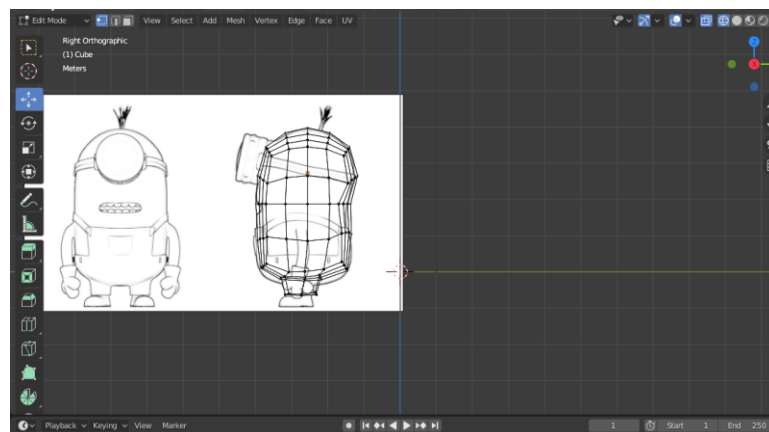 Edit Mode View Select Add Mesh Vertex Edge Face UV
Right Orthographic
(1) Cube
Meters
Z
X
Playback Keying View Marker 1 Start 1 End 250